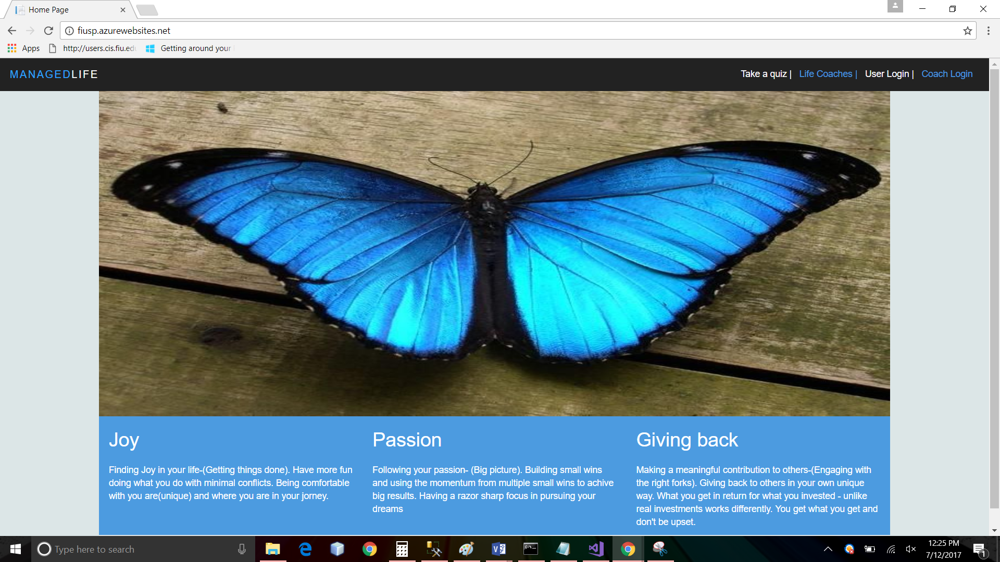 Home Page
fiusp.azurewebsites.net
Apps http://users.cis.fiu.edu Getting around your
MANAGEDLIFE Take a quiz | Life Coaches | User Login | Coach Login
Joy
Finding Joy in your life-(Getting things done). Have more fun
doing what you do with minimal conflicts. Being comfortable
with you are(unique) and where you are in your jorney.
Passion
Following your passion- (Big picture). Building small wins
and using the momentum from multiple small wins to achive
big results. Having a razor sharp focus in pursuing your
dreams
Giving back
Making a meaningful contribution to others-(Engaging with
the right forks). Giving back to others in your own unique
way. What you get in return for what you invested - unlike
real investments works differently. You get what you get and
don't be upset.
Type here to search
12:25 PM
7/12/2017
1